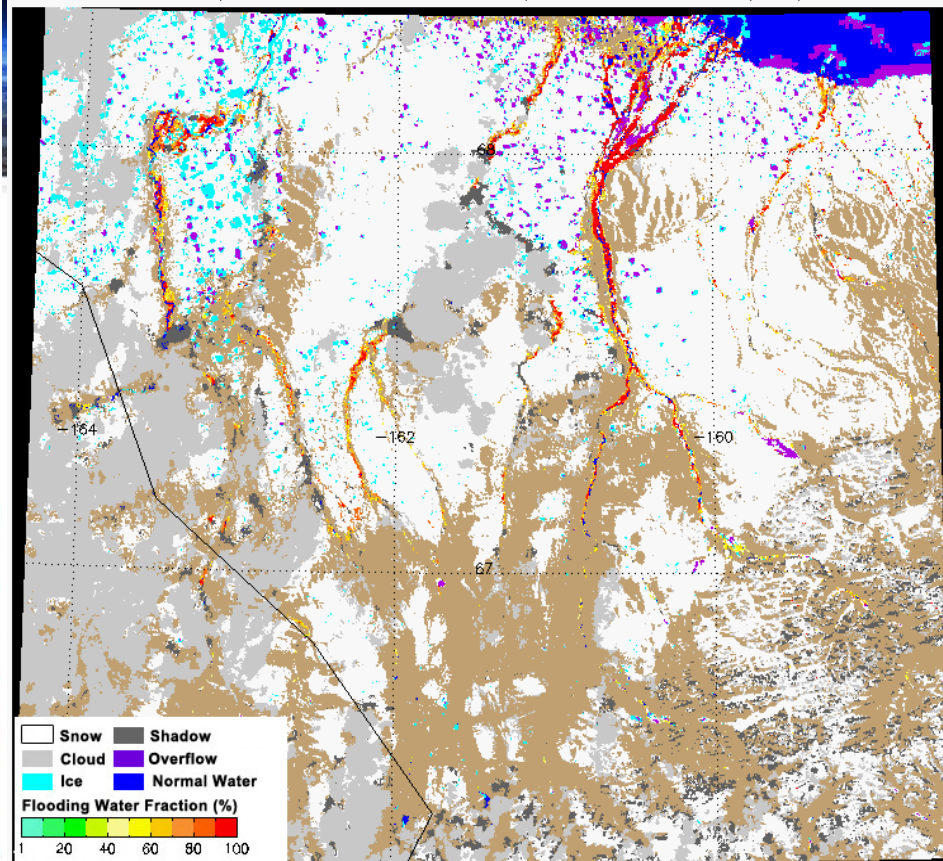 68
-164
-162
-160
67
Snow
Shadow
Cloud
Overflow
Ice
Normal Water
Flooding Water Fraction (%)
1 20 40 60 80 100